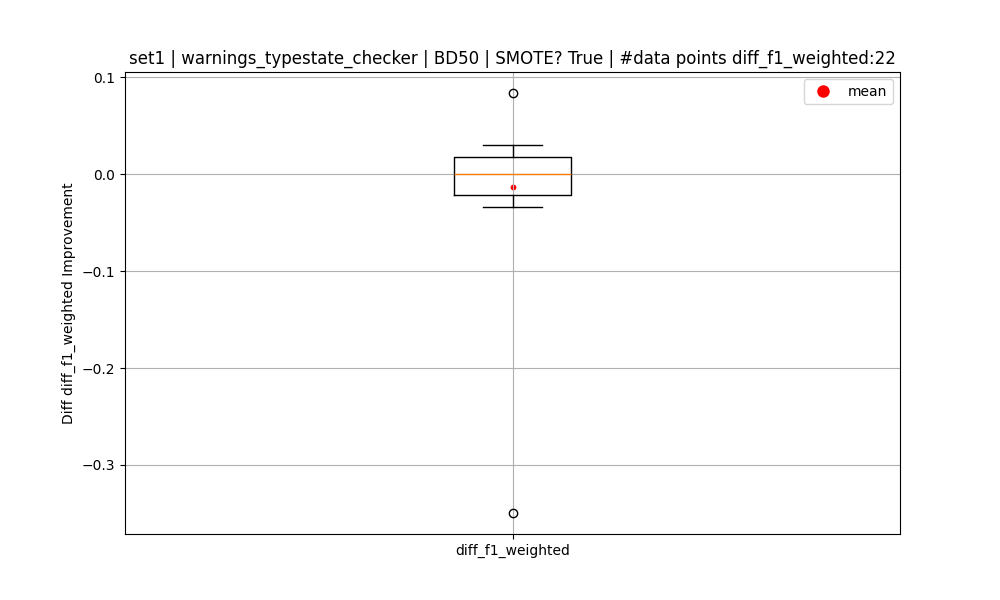 set1 | warnings_typestate_checker | BD50 | SMOTE? True | #data points diff_f1_weighted:22
mean
0.1
0.0
−0.1
−0.2
−0.3
Diff diff_f1_weighted Improvement
diff_f1_weighted